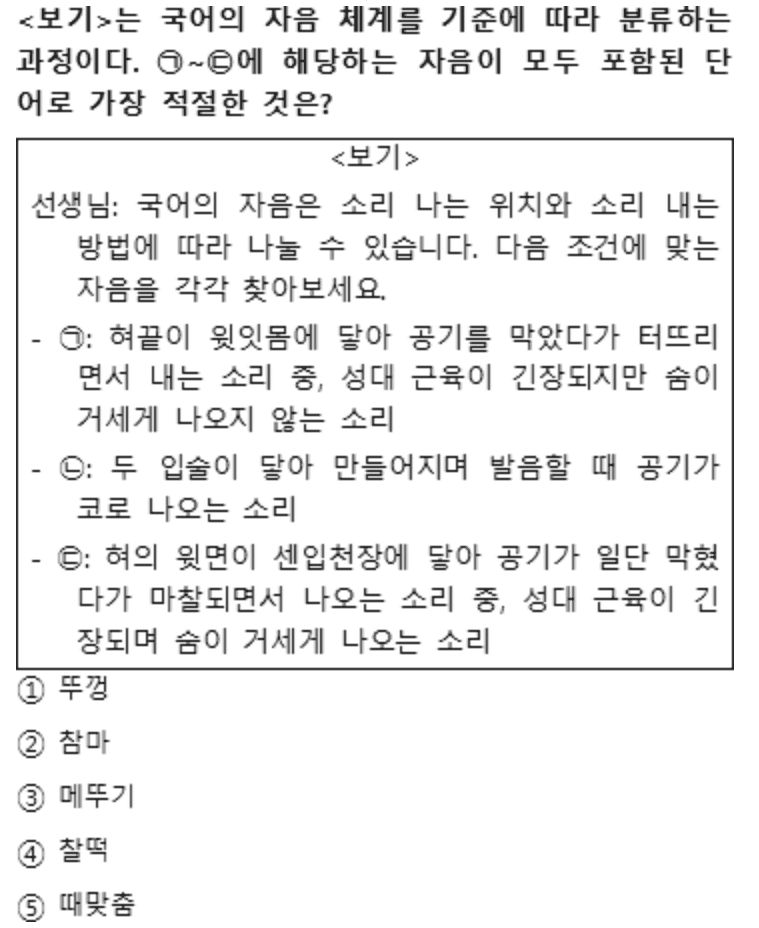 <보기>는 국어의 자음 체계를 기준에 따라 분류하는
과정이다. ㉠~㉢에 해당하는 자음이 모두 포함된 단
어로 가장 적절한 것은?
<보기>
선생님: 국어의 자음은 소리 나는 위치와 소리 내는
방법에 따라 나눌 수 있습니다. 다음 조건에 맞는
자음을 각각 찾아보세요.
- ㉠: 혀끝이 윗잇몸에 닿아 공기를 막았다가 터뜨리
면서 내는 소리 중, 성대 근육이 긴장되지만 숨이
거세게 나오지 않는 소리
- ㉡: 두 입술이 닿아 만들어지며 발음할 때 공기가
코로 나오는 소리
- ㉢: 혀의 윗면이 센입천장에 닿아 공기가 일단 막혔
다가 마찰되면서 나오는 소리 중, 성대 근육이 긴
장되며 숨이 거세게 나오는 소리
① 뚜껑
② 참마
③ 메뚜기
④ 찰떡
⑤ 때맞춤